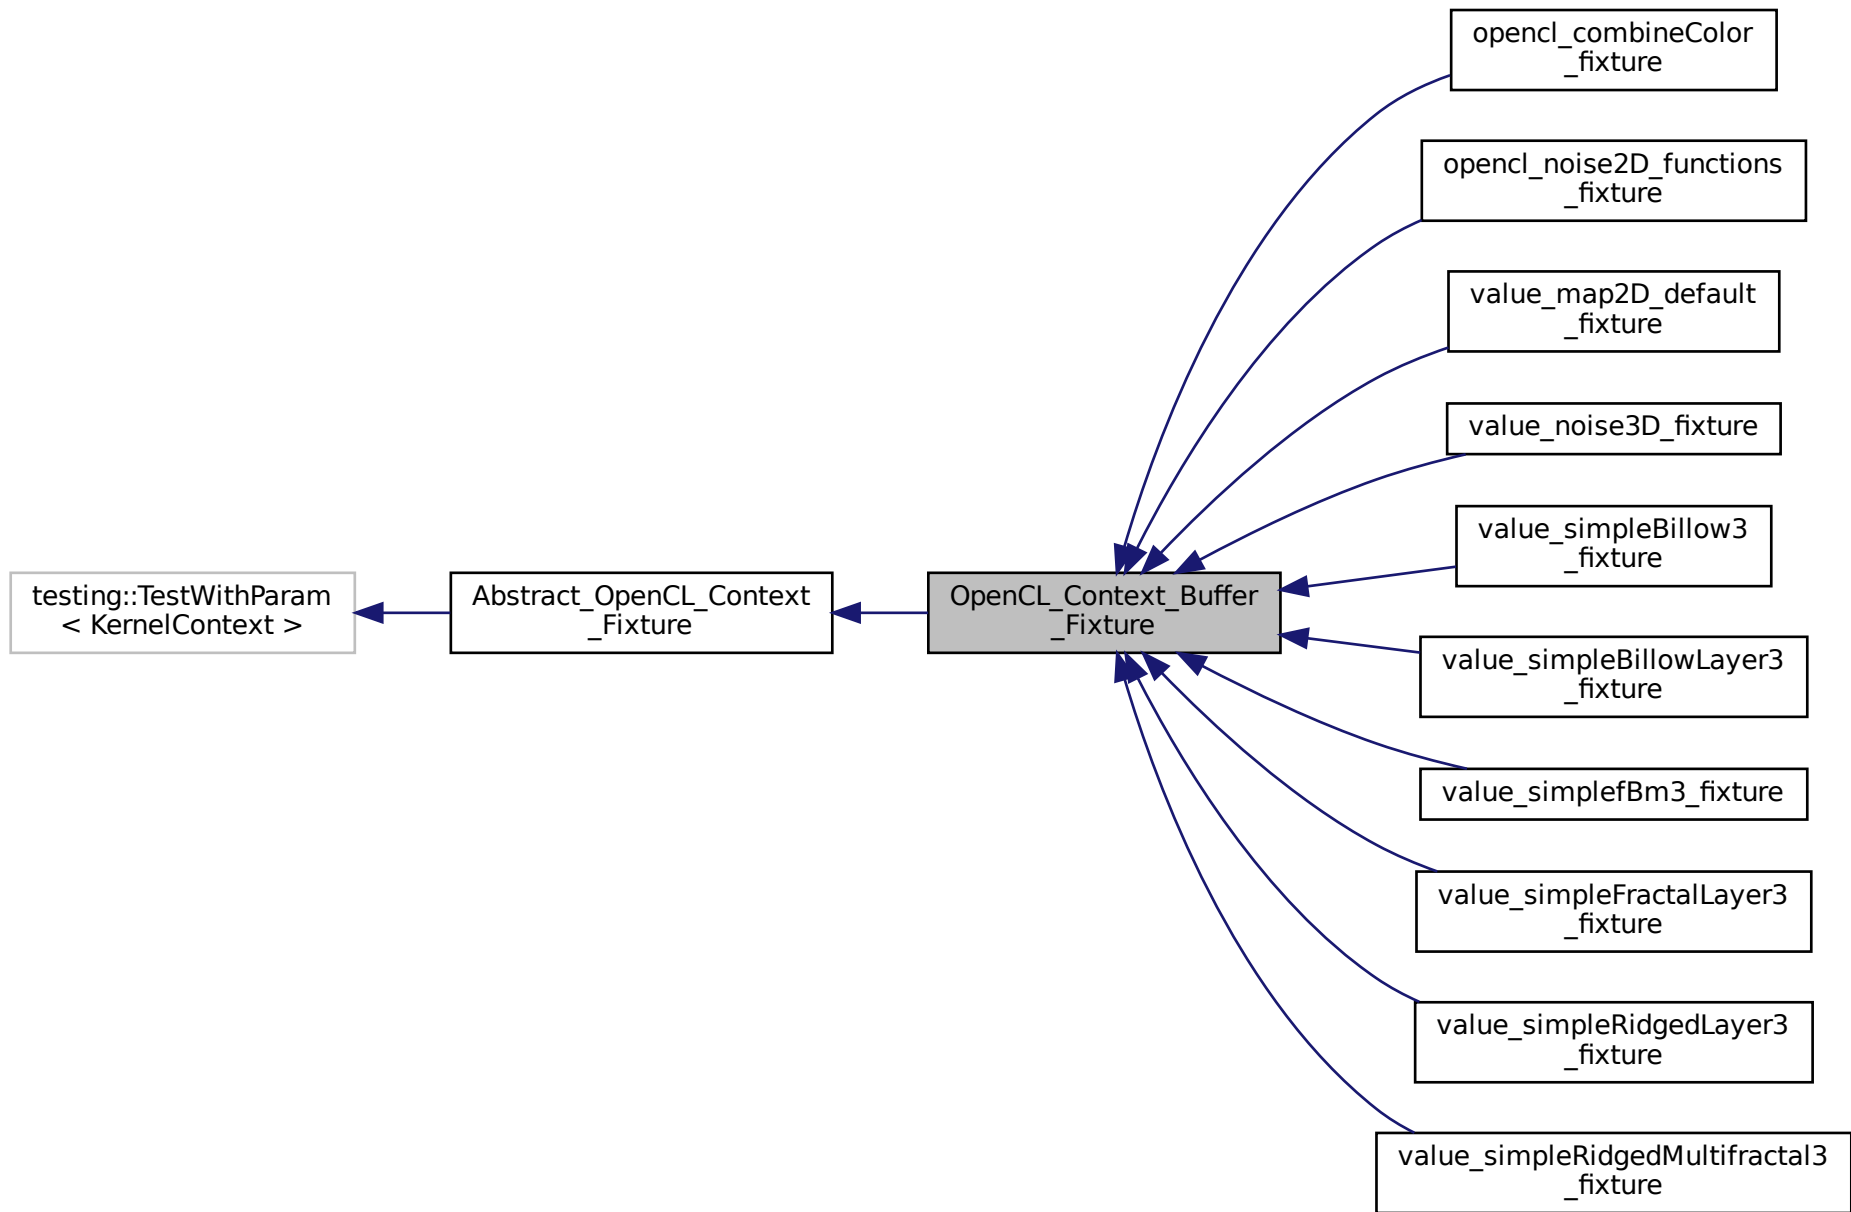 testing::TestWithParam
< KernelContext >
Abstract_OpenCL_Context
_Fixture
OpenCL_Context_Buffer
_Fixture
opencl_combineColor
_fixture
opencl_noise2D_functions
_fixture
value_map2D_default
_fixture
value_noise3D_fixture
value_simpleBillow3
_fixture
value_simpleBillowLayer3
_fixture
value_simplefBm3_fixture
value_simpleFractalLayer3
_fixture
value_simpleRidgedLayer3
_fixture
value_simpleRidgedMultifractal3
_fixture